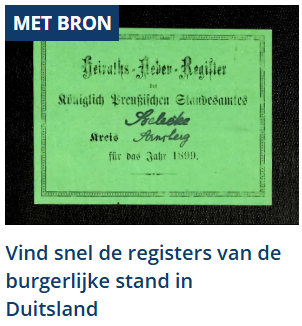 MET BRON
Heiraths-Neben-Register
des
Königlich Preußischen Standesamtes
Kreis Arnsberg
für das Jahr 1899.
Vind snel de registers van de
burgerlijke stand in
Duitsland